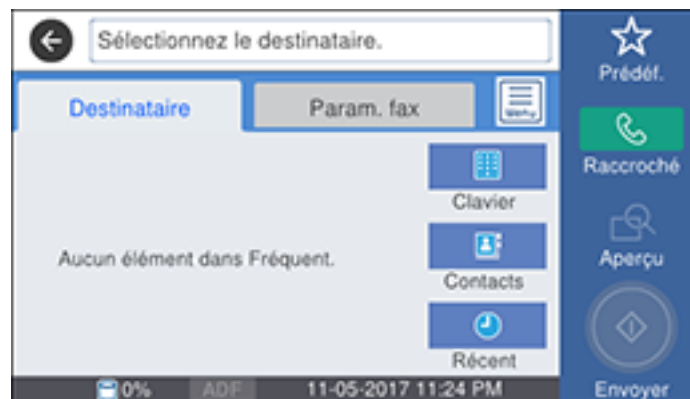 Sélectionnez le destinataire.
Prédéf.
Destinataire
Param. fax
Menu
Raccroché
Clavier
Aucun élément dans Fréquent.
Aperçu
Contacts
Récent
0%
ADF
11-05-2017 11:24 PM
Envoyer